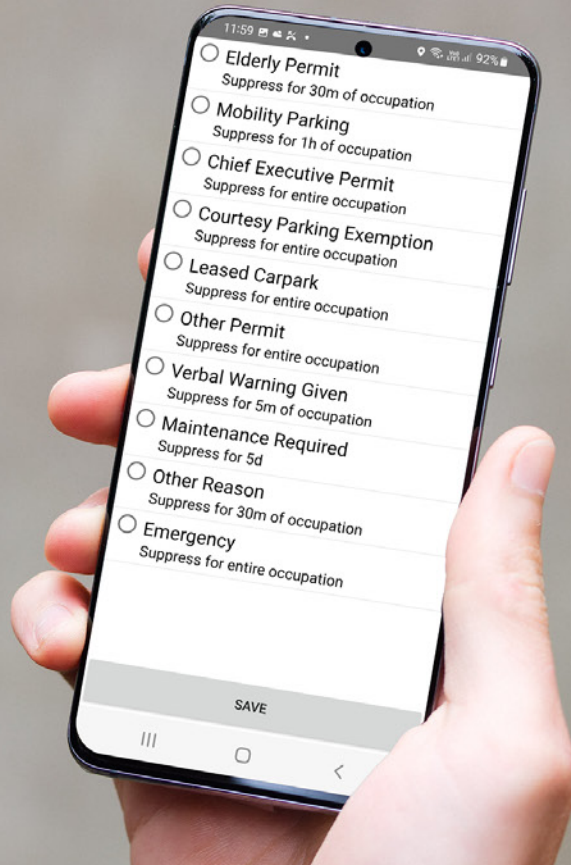 11:59 92%
Elderly Permit
Suppress for 30m of occupation
Mobility Parking
Suppress for 1h of occupation
Chief Executive Permit
Suppress for entire occupation
Courtesy Parking Exemption
Suppress for entire occupation
Leased Carpark
Suppress for entire occupation
Other Permit
Suppress for entire occupation
Verbal Warning Given
Suppress for 5m of occupation
Maintenance Required
Suppress for 5d
Other Reason
Suppress for 30m of occupation
Emergency
Suppress for entire occupation
SAVE